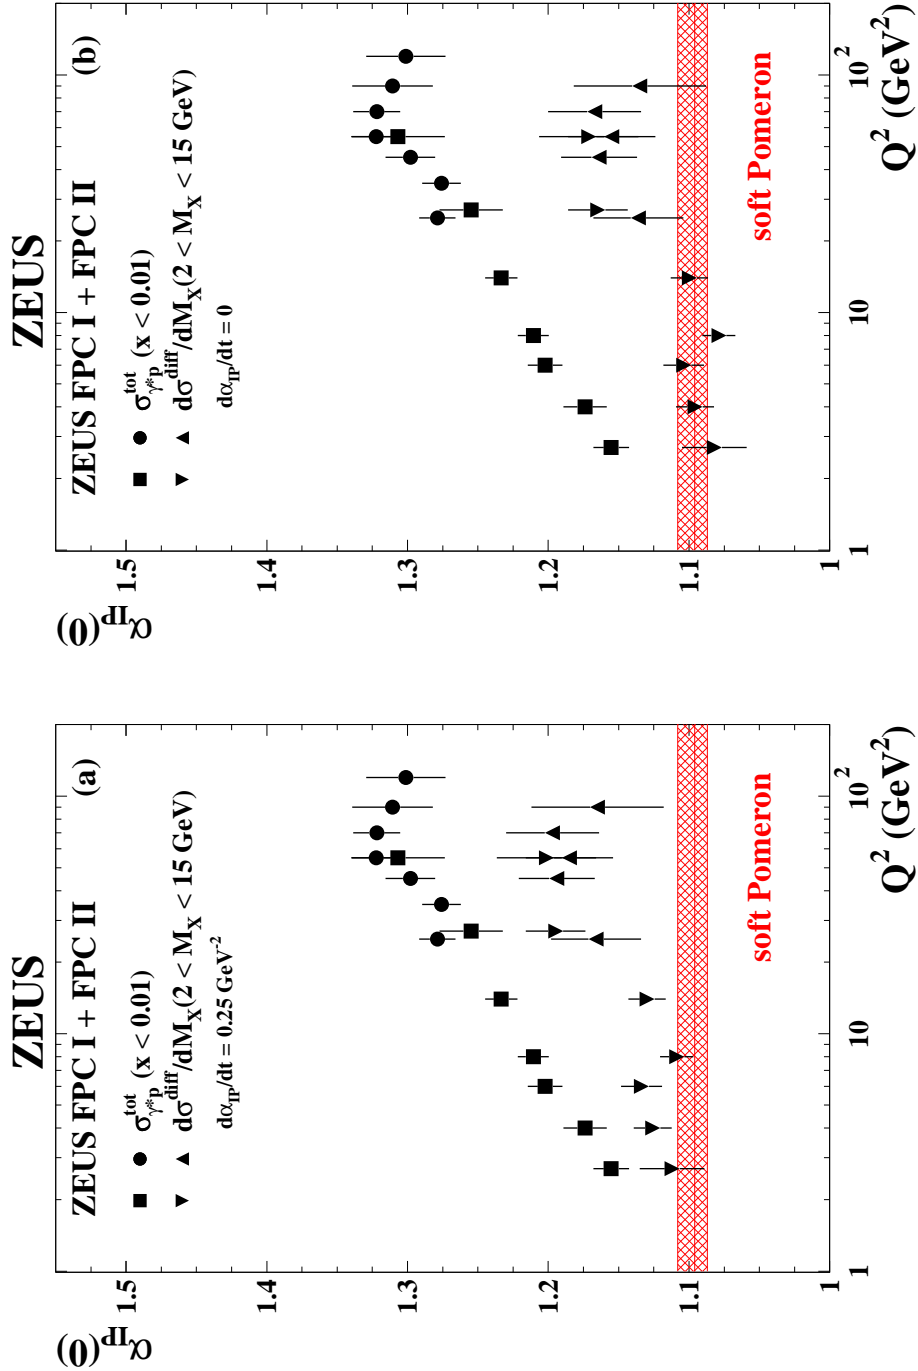 ZEUS
ZEUS FPC I + FPC II
(a)
σ^tot_γ*p (x < 0.01)
dσ^diff/dM_X(2 < M_X < 15 GeV)
dα_IP/dt = 0.25 GeV^-2
α_IP(0)
1.5
1.4
1.3
1.2
1.1
1
soft Pomeron
1
10
10^2
Q^2 (GeV^2)
ZEUS
ZEUS FPC I + FPC II
(b)
σ^tot_γ*p (x < 0.01)
dσ^diff/dM_X(2 < M_X < 15 GeV)
dα_IP/dt = 0
α_IP(0)
1.5
1.4
1.3
1.2
1.1
1
soft Pomeron
1
10
10^2
Q^2 (GeV^2)